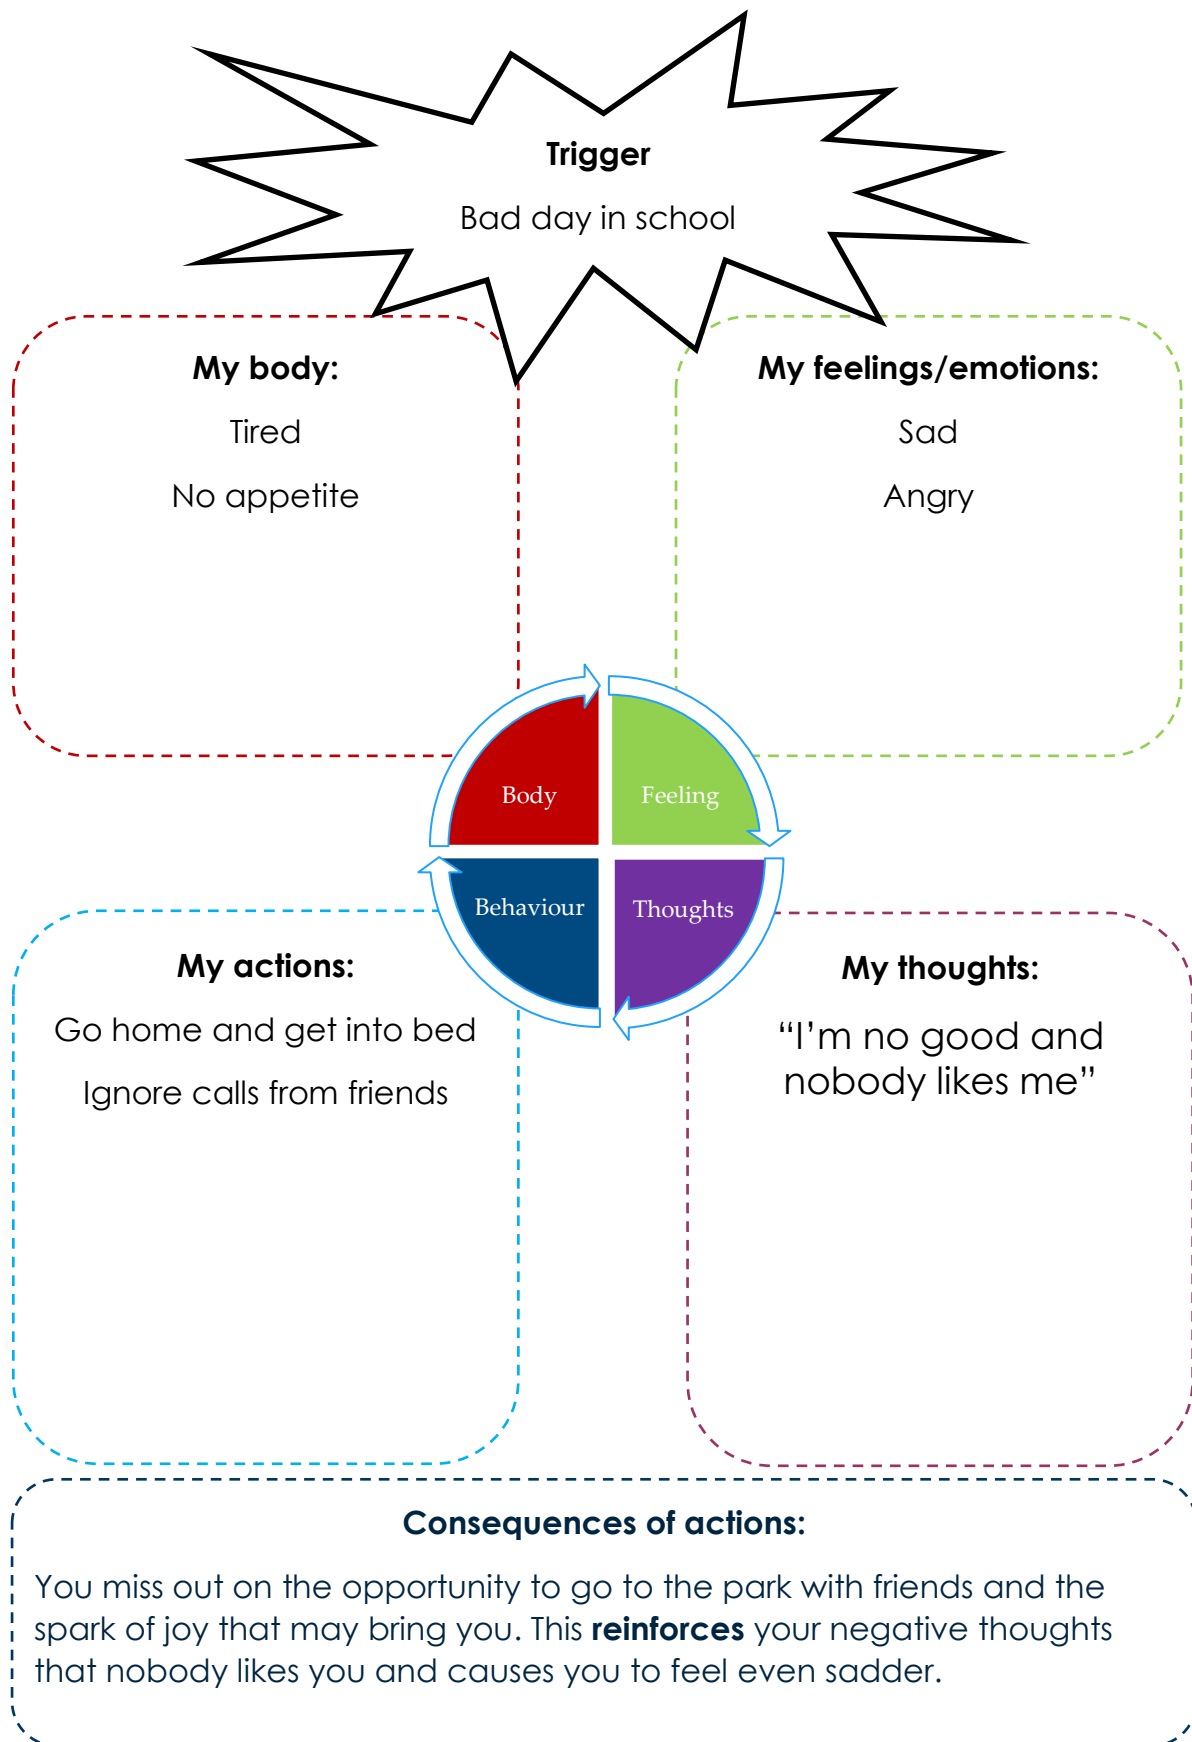 Trigger
Bad day in school
My body:
Tired
No appetite
My feelings/emotions:
Sad
Angry
Body
Feeling
Behaviour
Thoughts
My actions:
Go home and get into bed
Ignore calls from friends
My thoughts:
“I’m no good and
nobody likes me”
Consequences of actions:
You miss out on the opportunity to go to the park with friends and the
spark of joy that may bring you. This reinforces your negative thoughts
that nobody likes you and causes you to feel even sadder.